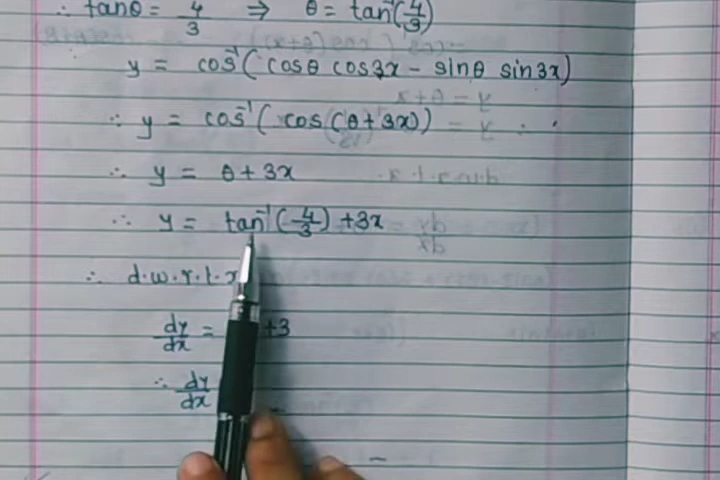 ∴ tanθ = 4/3 ⇒ θ = tan⁻¹(4/3)
y = cos⁻¹(cosθ cos3x - sinθ sin3x)
∴ y = cos⁻¹(cos(θ+3x))
∴ y = θ + 3x
∴ y = tan⁻¹(4/3) + 3x
∴ d.w.r.t.x
dy/dx = +3
∴ dy/dx